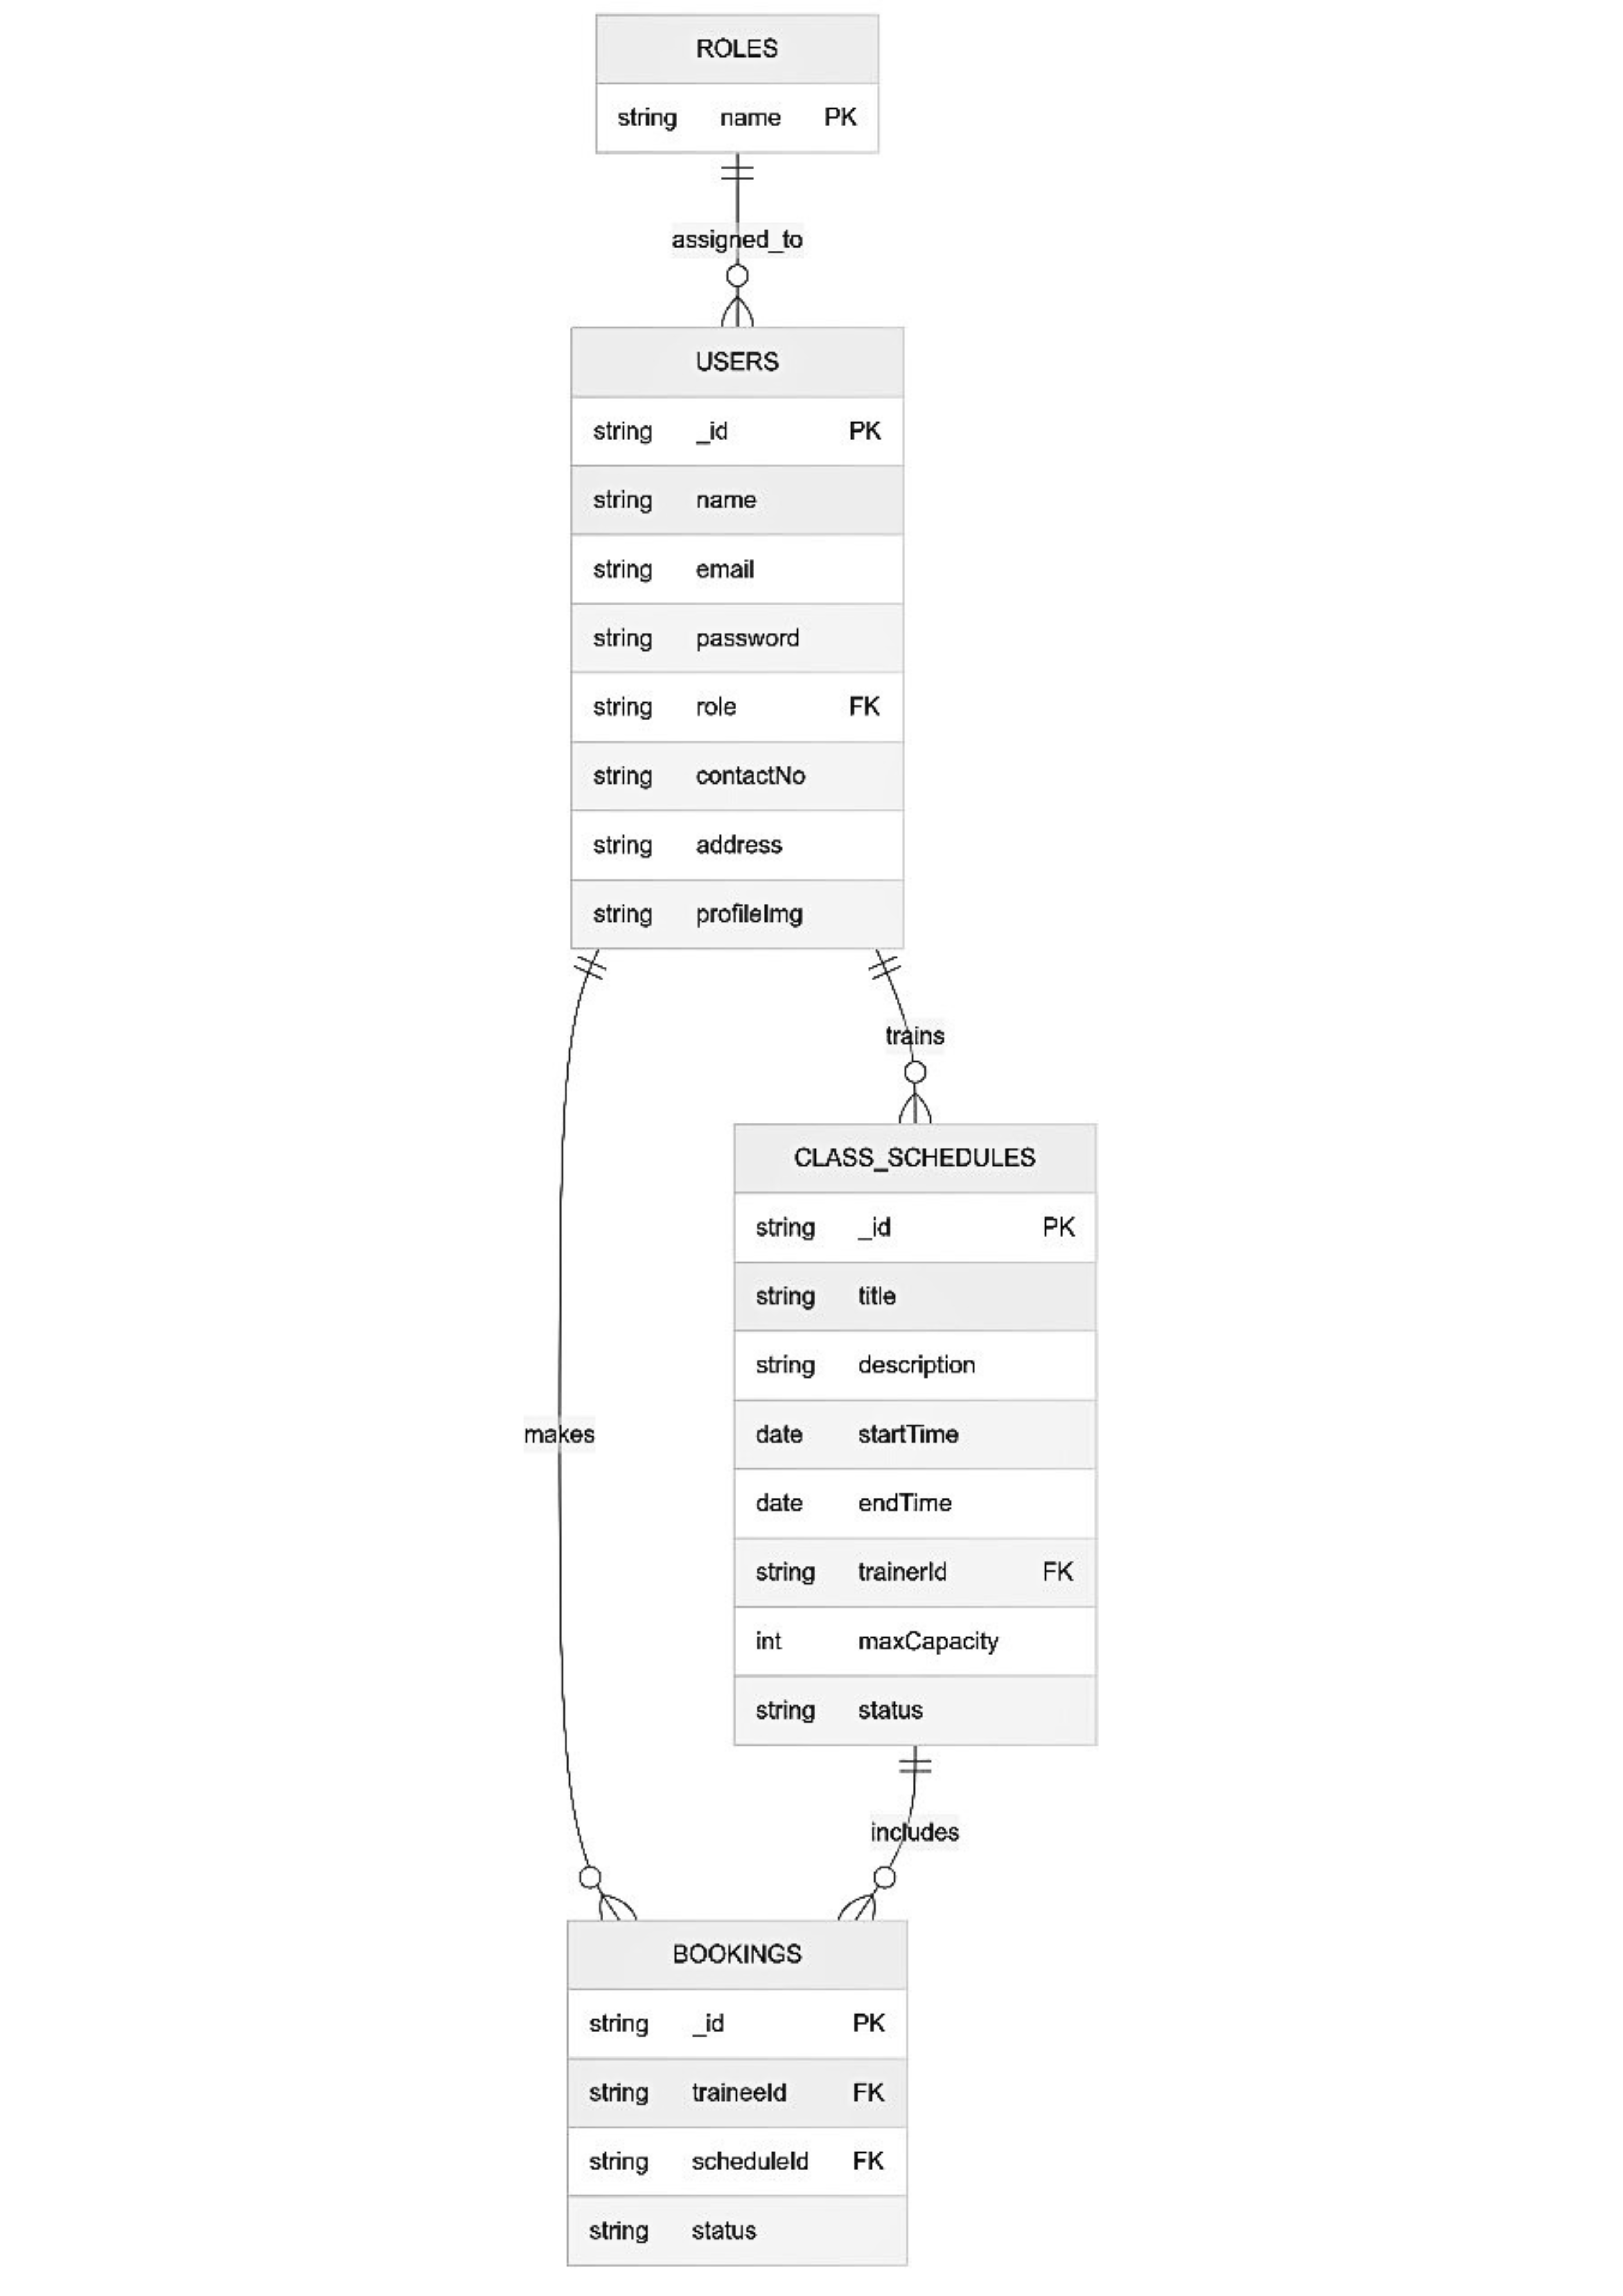 ROLES
string name PK
assigned_to
USERS
string _id PK
string name
string email
string password
string role FK
string contactNo
string address
string profileImg
trains
CLASS_SCHEDULES
string _id PK
string title
string description
date startTime
makes
date endTime
string trainerId FK
int maxCapacity
string status
includes
BOOKINGS
string _id PK
string traineeId FK
string scheduleId FK
string status